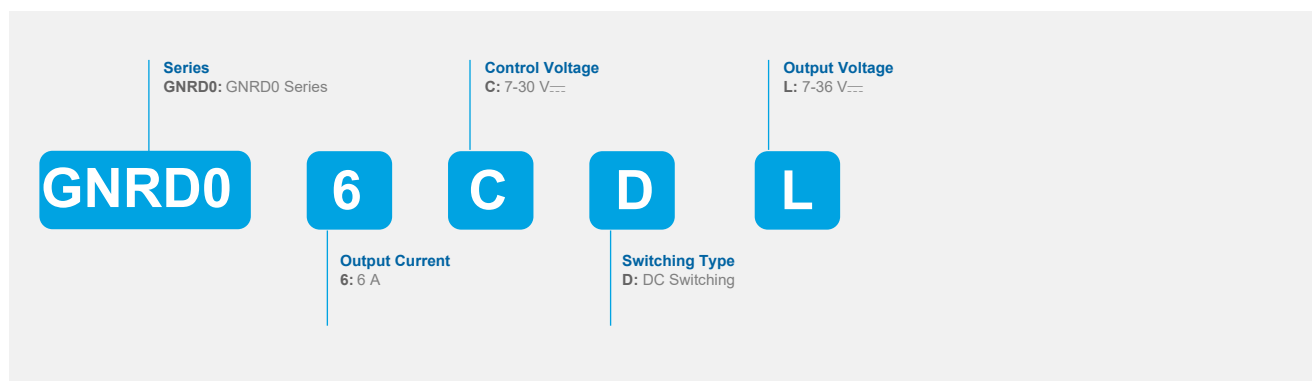 Series
GNRD0: GNRD0 Series
Control Voltage
C: 7-30 V⎓
Output Voltage
L: 7-36 V⎓
GNRD0 6 C D L
Output Current
6: 6 A
Switching Type
D: DC Switching